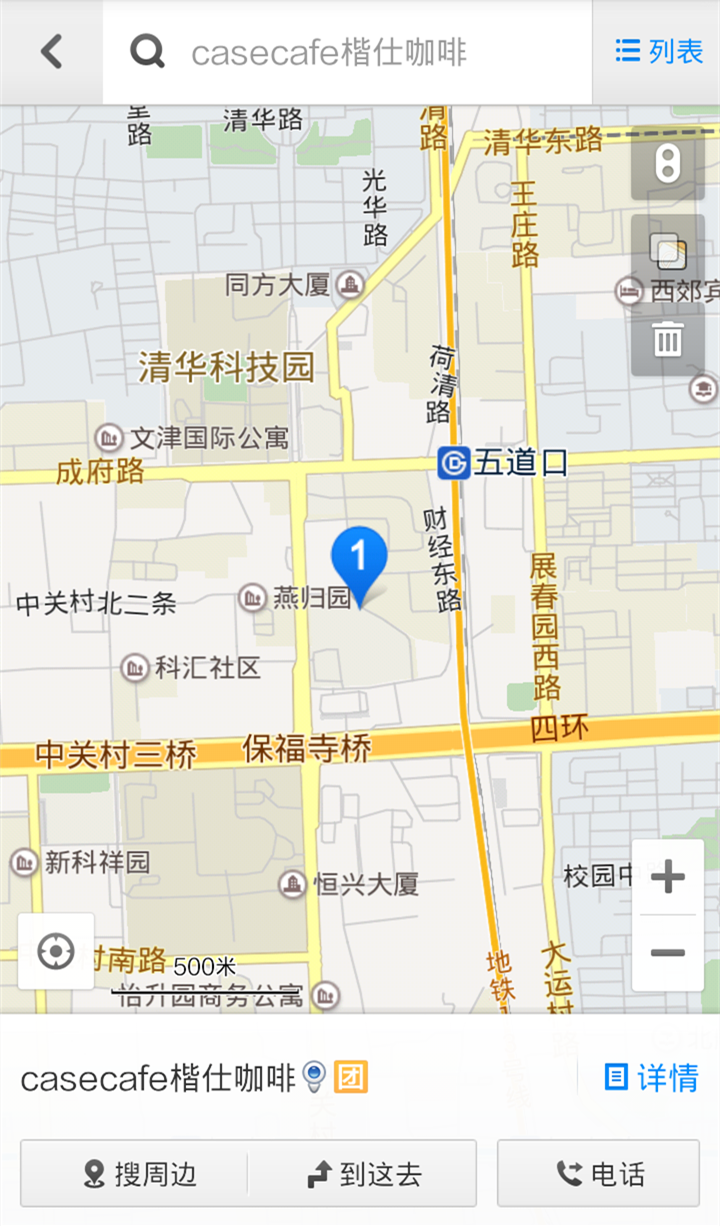 casecafe楷仕咖啡
列表
清华路
清华东路
光华路
王庄路
同方大厦
西郊宾
清华科技园
荷清路
文津国际公寓
成府路
五道口
财经东路
1
展春园西路
中关村北二条
燕归园
科汇社区
四环
中关村三桥
保福寺桥
新科祥园
恒兴大厦
校园中
村南路
500米
地铁
大运村
怡升园商务公寓
casecafe楷仕咖啡
团
详情
搜周边
到这去
电话